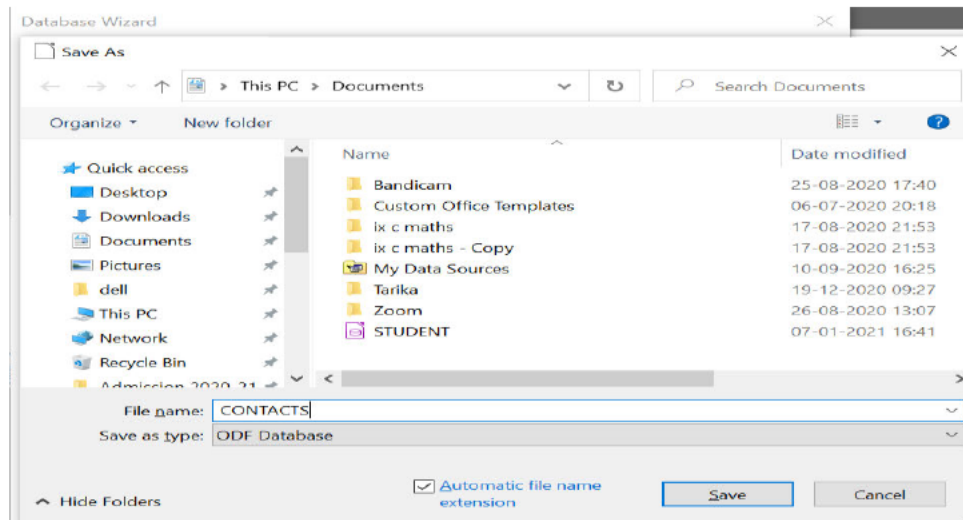 Database Wizard
Save As
This PC > Documents
Search Documents
Organize
New folder
Name
Date modified
Quick access
Desktop
Downloads
Documents
Pictures
dell
This PC
Network
Recycle Bin
Admission 2020-21
Bandicam 25-08-2020 17:40
Custom Office Templates 06-07-2020 20:18
ix c maths 17-08-2020 21:53
ix c maths - Copy 17-08-2020 21:53
My Data Sources 10-09-2020 16:25
Tarika 19-12-2020 09:27
Zoom 26-08-2020 13:07
STUDENT 07-01-2021 16:41
File name: CONTACTS
Save as type: ODF Database
Automatic file name
extension
Hide Folders
Save
Cancel